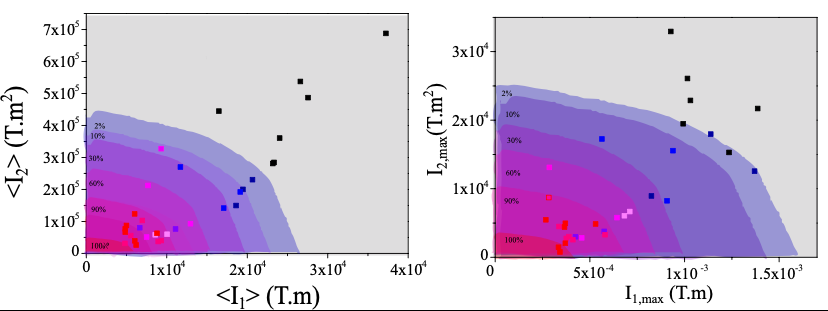 7x10⁵
6x10⁵
5x10⁵
4x10⁵
3x10⁵
2x10⁵
1x10⁵
0
<I₂> (T.m²)
2%
10%
30%
60%
90%
100%
0 1x10⁴ 2x10⁴ 3x10⁴ 4x10⁴
<I₁> (T.m)
3x10⁴
2x10⁴
1x10⁴
0
I₂,max(T.m²)
2%
10%
30%
60%
90%
100%
0 5x10⁻⁴ 1x10⁻³ 1.5x10⁻³
I₁,max (T.m)